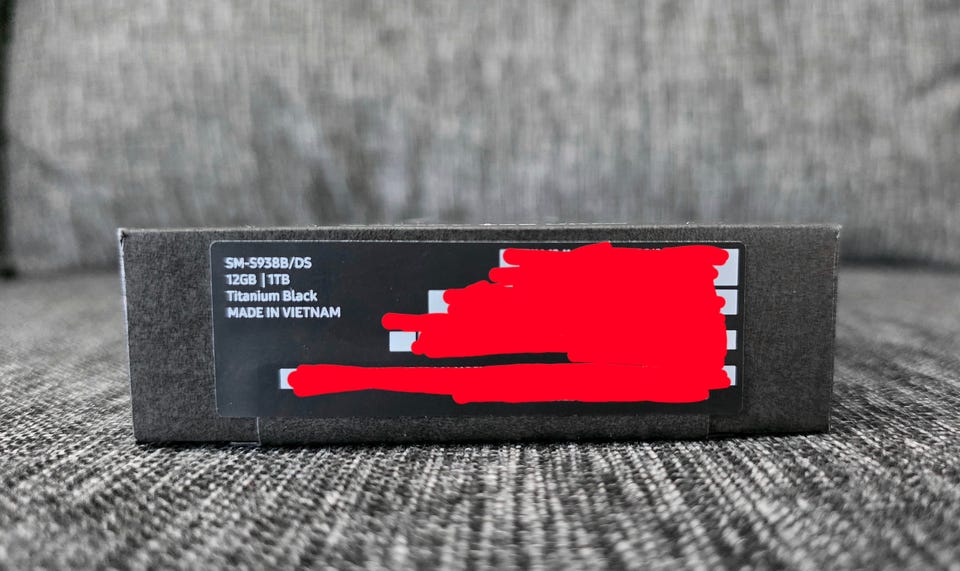 SM-S938B/DS
12GB | 1TB
Titanium Black
MADE IN VIETNAM